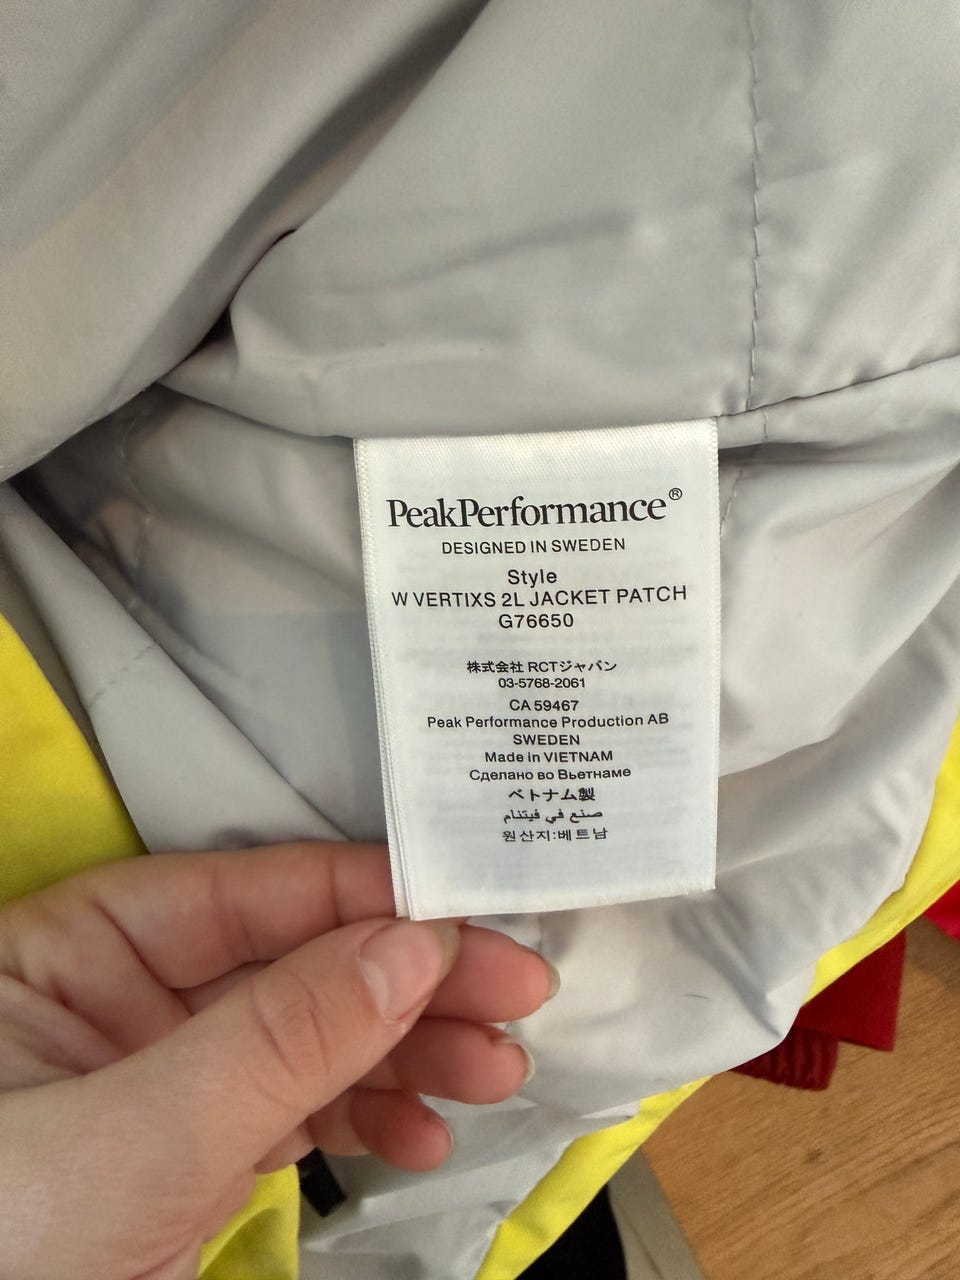 PeakPerformance®
DESIGNED IN SWEDEN
Style
W VERTIXS 2L JACKET PATCH
G76650
株式会社 RCTジャパン
03-5768-2061
CA 59467
Peak Performance Production AB
SWEDEN
Made in VIETNAM
Сделано во Вьетнаме
ベトナム製
صنع في فيتنام
원산지:베트남